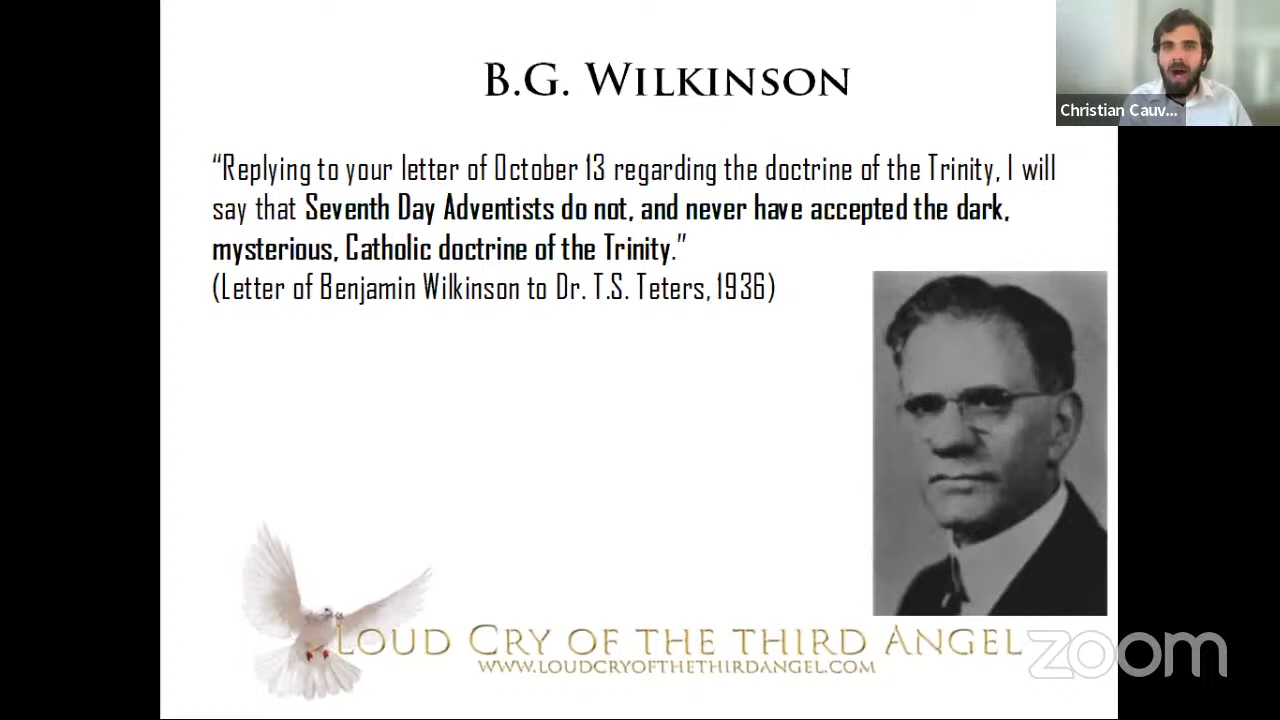 B.G. WILKINSON
Christian Cauv...
“Replying to your letter of October 13 regarding the doctrine of the Trinity, I will
say that Seventh Day Adventists do not, and never have accepted the dark,
mysterious, Catholic doctrine of the Trinity.”
(Letter of Benjamin Wilkinson to Dr. T.S. Teters, 1936)
LOUD CRY OF THE THIRD ANGEL
WWW.LOUDCRYOFTHETHIRDANGEL.COM
zoom